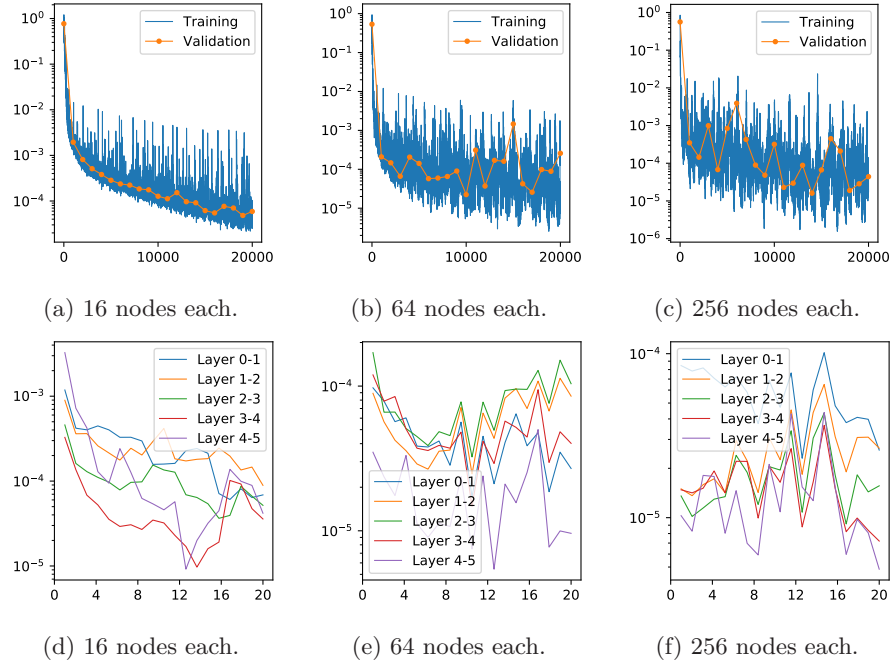 10^0
10^-1
10^-2
10^-3
10^-4
0
10000
20000
Training
Validation
10^0
10^-1
10^-2
10^-3
10^-4
10^-5
0
10000
20000
Training
Validation
10^0
10^-1
10^-2
10^-3
10^-4
10^-5
10^-6
0
10000
20000
Training
Validation
(a) 16 nodes each.
(b) 64 nodes each.
(c) 256 nodes each.
10^-3
10^-4
10^-5
0 4 8 12 16 20
Layer 0-1
Layer 1-2
Layer 2-3
Layer 3-4
Layer 4-5
10^-4
10^-5
0 4 8 12 16 20
Layer 0-1
Layer 1-2
Layer 2-3
Layer 3-4
Layer 4-5
10^-4
10^-5
0 4 8 12 16 20
Layer 0-1
Layer 1-2
Layer 2-3
Layer 3-4
Layer 4-5
(d) 16 nodes each.
(e) 64 nodes each.
(f) 256 nodes each.